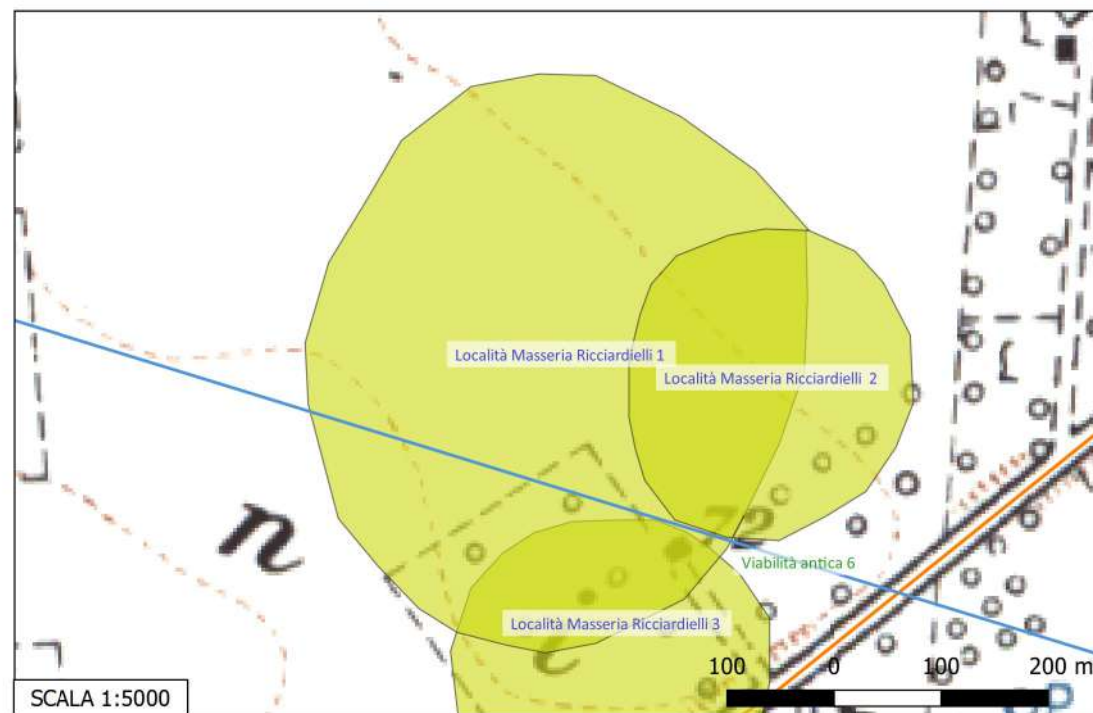 Località Masseria Ricciardielli 1
Località Masseria Ricciardielli 2
n
72
Viabilità antica 6
Località Masseria Ricciardielli 3
100 0 100 200 m
SCALA 1:5000